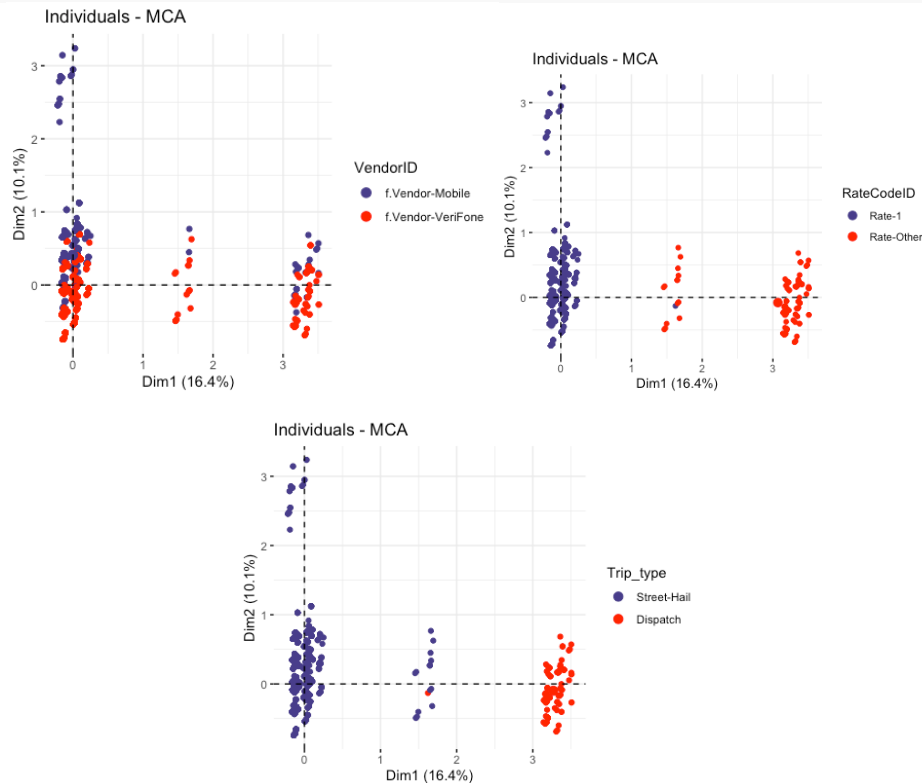 Individuals - MCA
3
2
1
0
Dim2 (10.1%)
0
1
2
3
Dim1 (16.4%)
VendorID
f.Vendor-Mobile
f.Vendor-VeriFone
Individuals - MCA
3
2
1
0
Dim2 (10.1%)
0
1
2
3
Dim1 (16.4%)
RateCodeID
Rate-1
Rate-Other
Individuals - MCA
3
2
1
0
Dim2 (10.1%)
0
1
2
3
Dim1 (16.4%)
Trip_type
Street-Hail
Dispatch